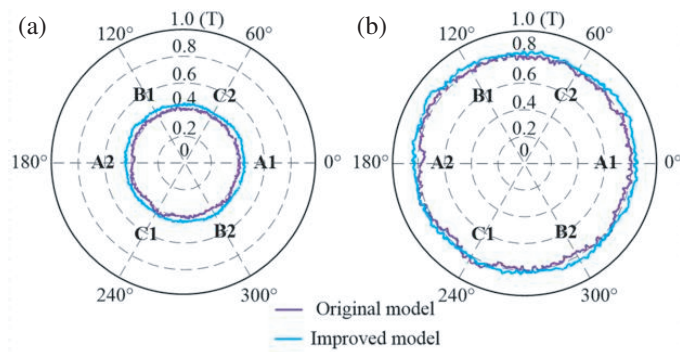 (a)
1.0 (T)
120°
60°
0.8
0.6
0.4
B1
C2
0.2
0
180°
A2
A1
0°
C1
B2
240°
300°
(b)
1.0 (T)
120°
60°
0.8
0.6
B1
C2
0.4
0.2
0
180°
A2
A1
0°
C1
B2
240°
300°
Original model
Improved model